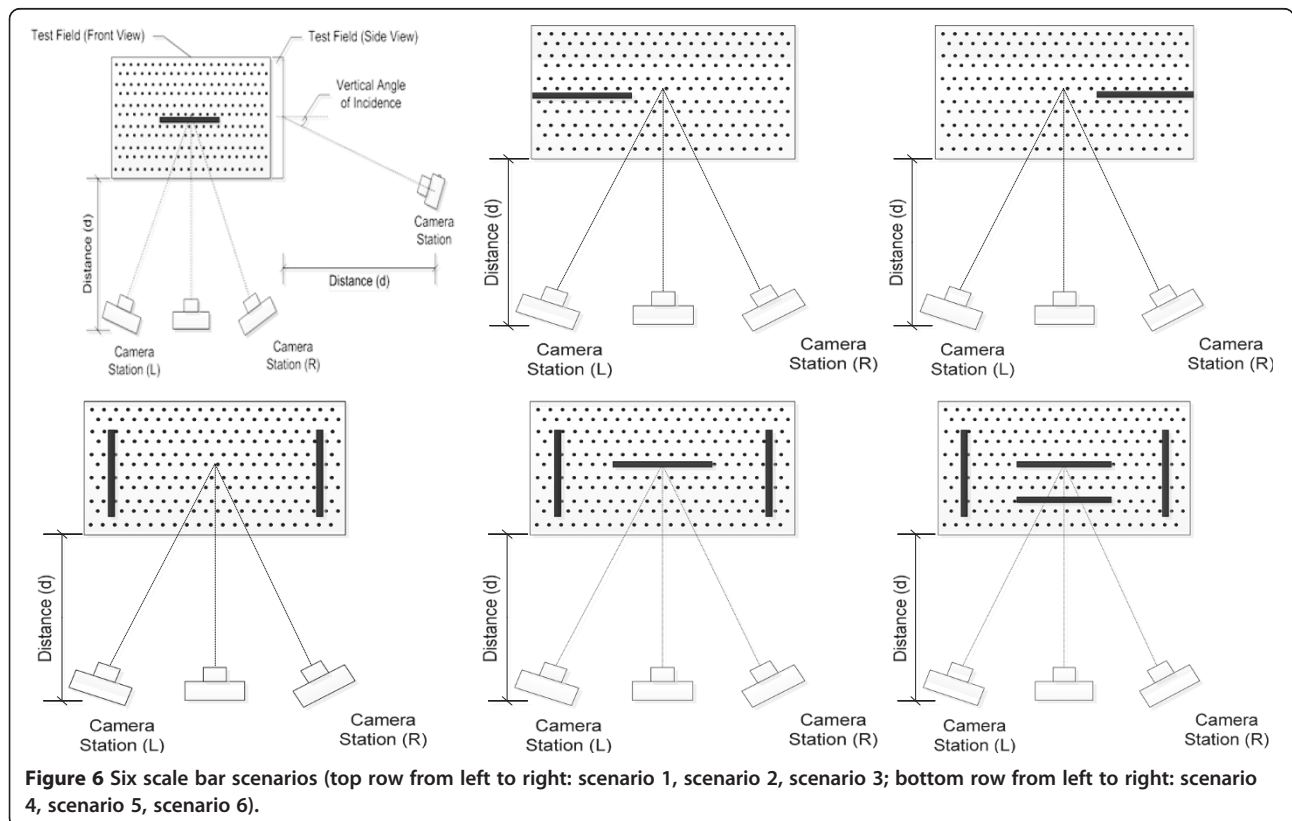 Test Field (Front View)
Test Field (Side View)
Vertical Angle
of Incidence
Distance (d)
Camera
Station
Distance (d)
Camera
Station (L)
Camera
Station (R)
Distance (d)
Camera
Station (L)
Camera
Station (R)
Distance (d)
Camera
Station (L)
Camera
Station (R)
Distance (d)
Camera
Station (L)
Camera
Station (R)
Distance (d)
Camera
Station (L)
Camera
Station (R)
Distance (d)
Camera
Station (L)
Camera
Station (R)
Figure 6 Six scale bar scenarios (top row from left to right: scenario 1, scenario 2, scenario 3; bottom row from left to right: scenario
4, scenario 5, scenario 6).